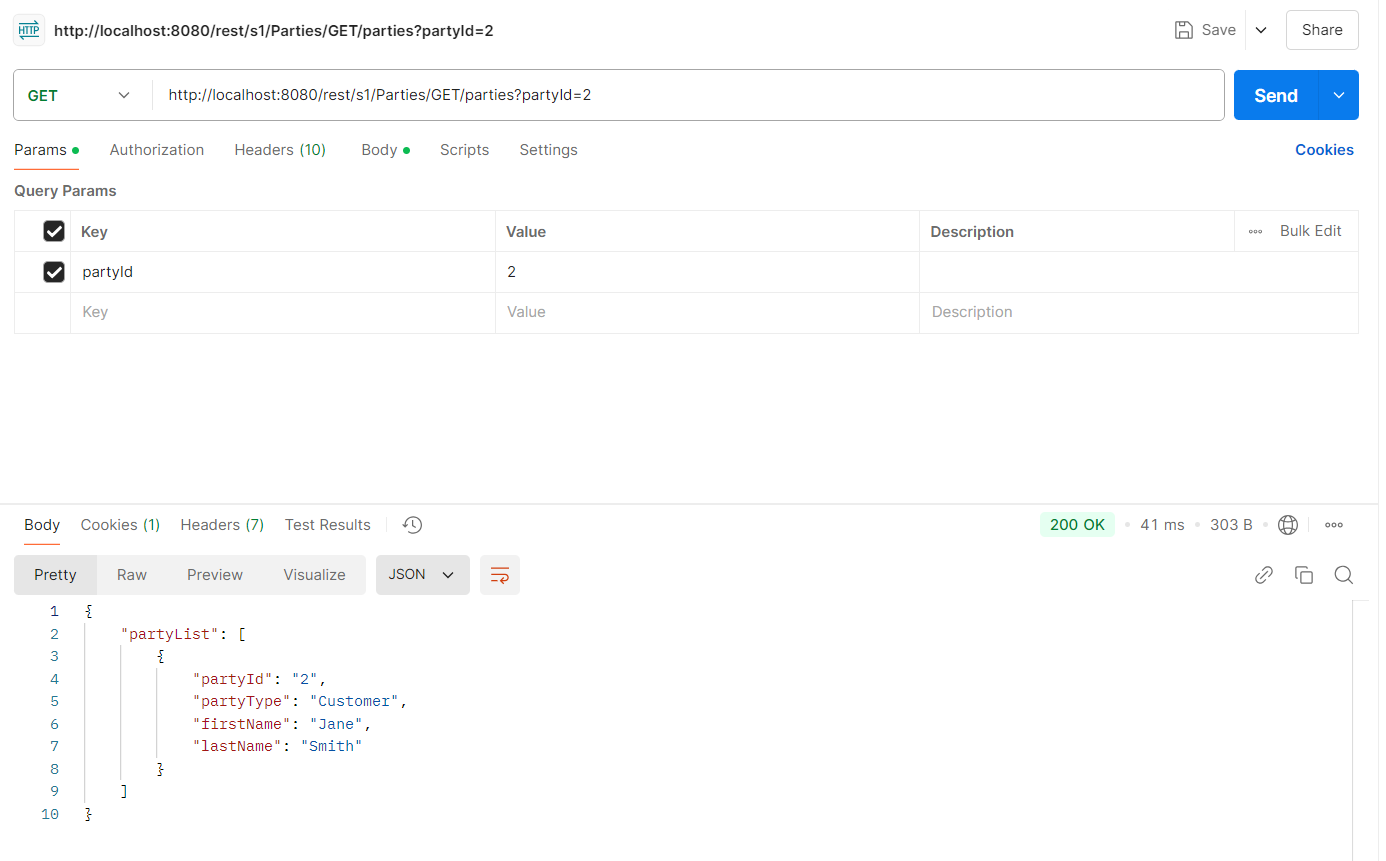 HTTP http://localhost:8080/rest/s1/Parties/GET/parties?partyId=2 Save Share
GET http://localhost:8080/rest/s1/Parties/GET/parties?partyId=2 Send
Params Authorization Headers (10) Body Scripts Settings Cookies
Query Params
Key Value Description Bulk Edit
partyId 2
Key Value Description
Body Cookies (1) Headers (7) Test Results 200 OK 41 ms 303 B
Pretty Raw Preview Visualize JSON
1 {
2 "partyList": [
3 {
4 "partyId": "2",
5 "partyType": "Customer",
6 "firstName": "Jane",
7 "lastName": "Smith"
8 }
9 ]
10 }